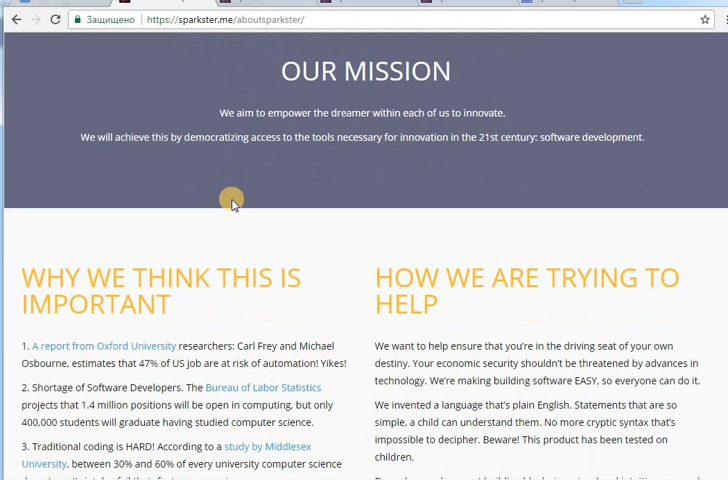 Защищено https://sparkster.me/aboutsparkster/
OUR MISSION
We aim to empower the dreamer within each of us to innovate.
We will achieve this by democratizing access to the tools necessary for innovation in the 21st century: software development.
WHY WE THINK THIS IS
IMPORTANT
1. A report from Oxford University researchers: Carl Frey and Michael
Osbourne, estimates that 47% of US job are at risk of automation! Yikes!
2. Shortage of Software Developers. The Bureau of Labor Statistics
projects that 1.4 million positions will be open in computing, but only
400,000 students will graduate having studied computer science.
3. Traditional coding is HARD! According to a study by Middlesex
University, between 30% and 60% of every university computer science
HOW WE ARE TRYING TO
HELP
We want to help ensure that you're in the driving seat of your own
destiny. Your economic security shouldn't be threatened by advances in
technology. We're making building software EASY, so everyone can do it.
We invented a language that's plain English. Statements that are so
simple, a child can understand them. No more cryptic syntax that's
impossible to decipher. Beware! This product has been tested on
children.